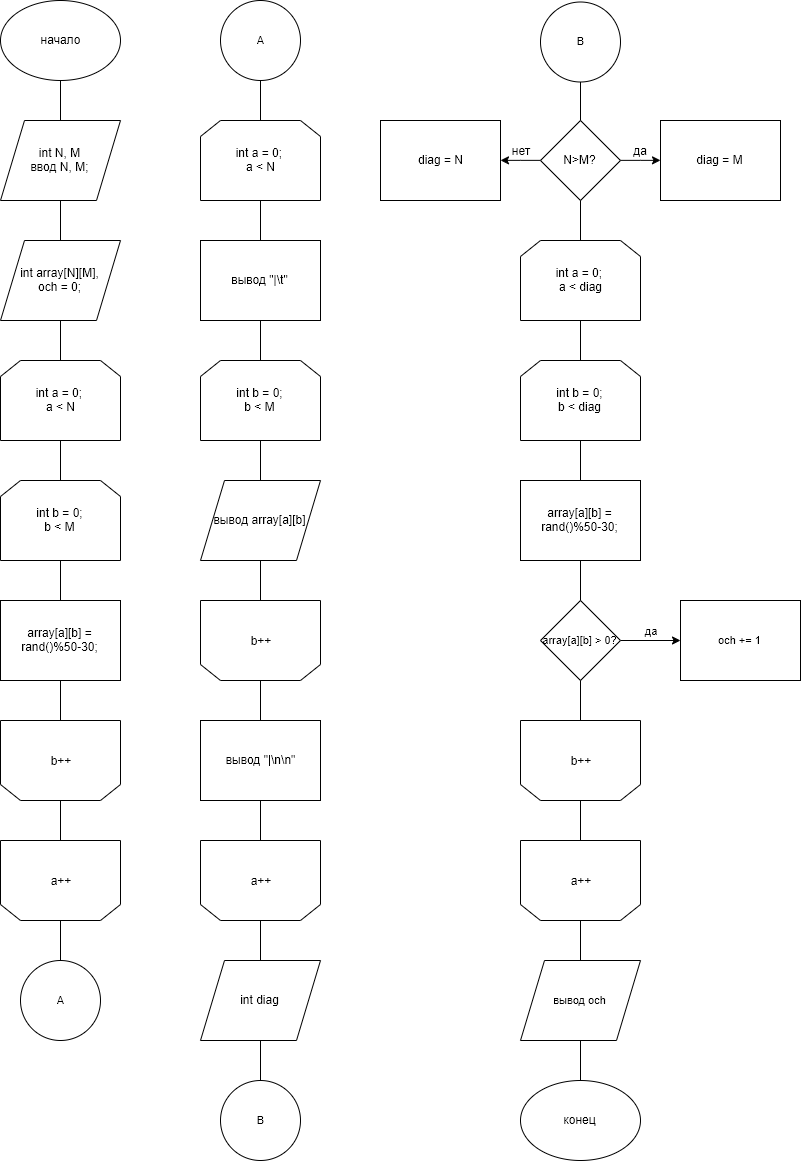 начало
int N, M
ввод N, M;
int array[N][M],
och = 0;
int a = 0;
a < N
int b = 0;
b < M
array[a][b] =
rand()%50-30;
b++
a++
A
A
int a = 0;
a < N
вывод "|\t"
int b = 0;
b < M
вывод array[a][b]
b++
вывод "|\n\n"
a++
int diag
B
B
N>M?
нет
diag = N
да
diag = M
int a = 0;
a < diag
int b = 0;
b < diag
array[a][b] =
rand()%50-30;
array[a][b] > 0?
да
och += 1
b++
a++
вывод och
конец